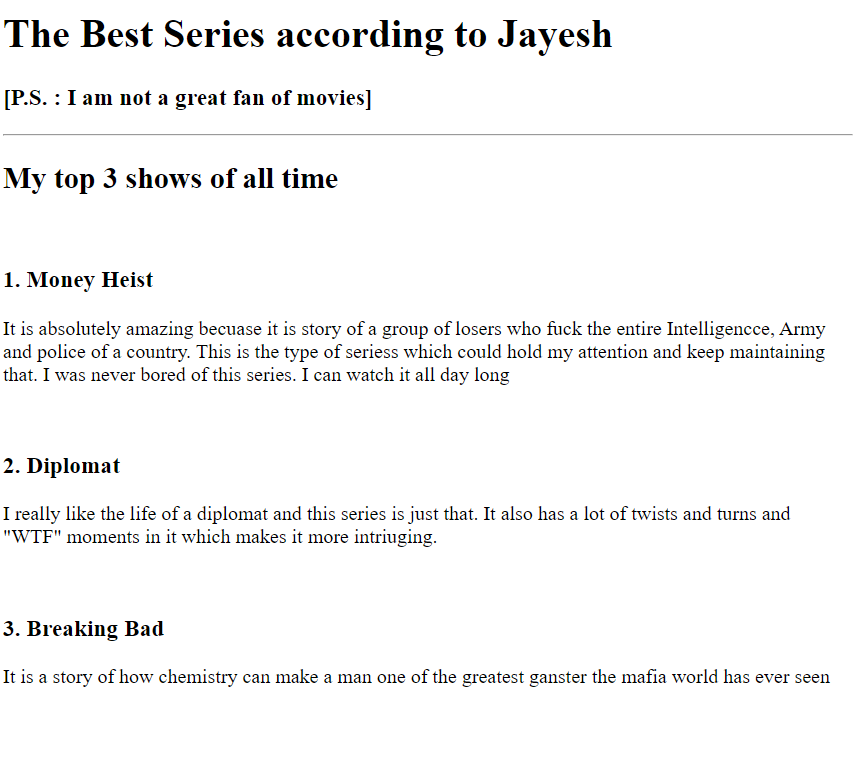 The Best Series according to Jayesh
[P.S. : I am not a great fan of movies]
My top 3 shows of all time
1. Money Heist
It is absolutely amazing becuase it is story of a group of losers who fuck the entire Intelligencce, Army
and police of a country. This is the type of seriess which could hold my attention and keep maintaining
that. I was never bored of this series. I can watch it all day long
2. Diplomat
I really like the life of a diplomat and this series is just that. It also has a lot of twists and turns and
"WTF" moments in it which makes it more intriuging.
3. Breaking Bad
It is a story of how chemistry can make a man one of the greatest ganster the mafia world has ever seen